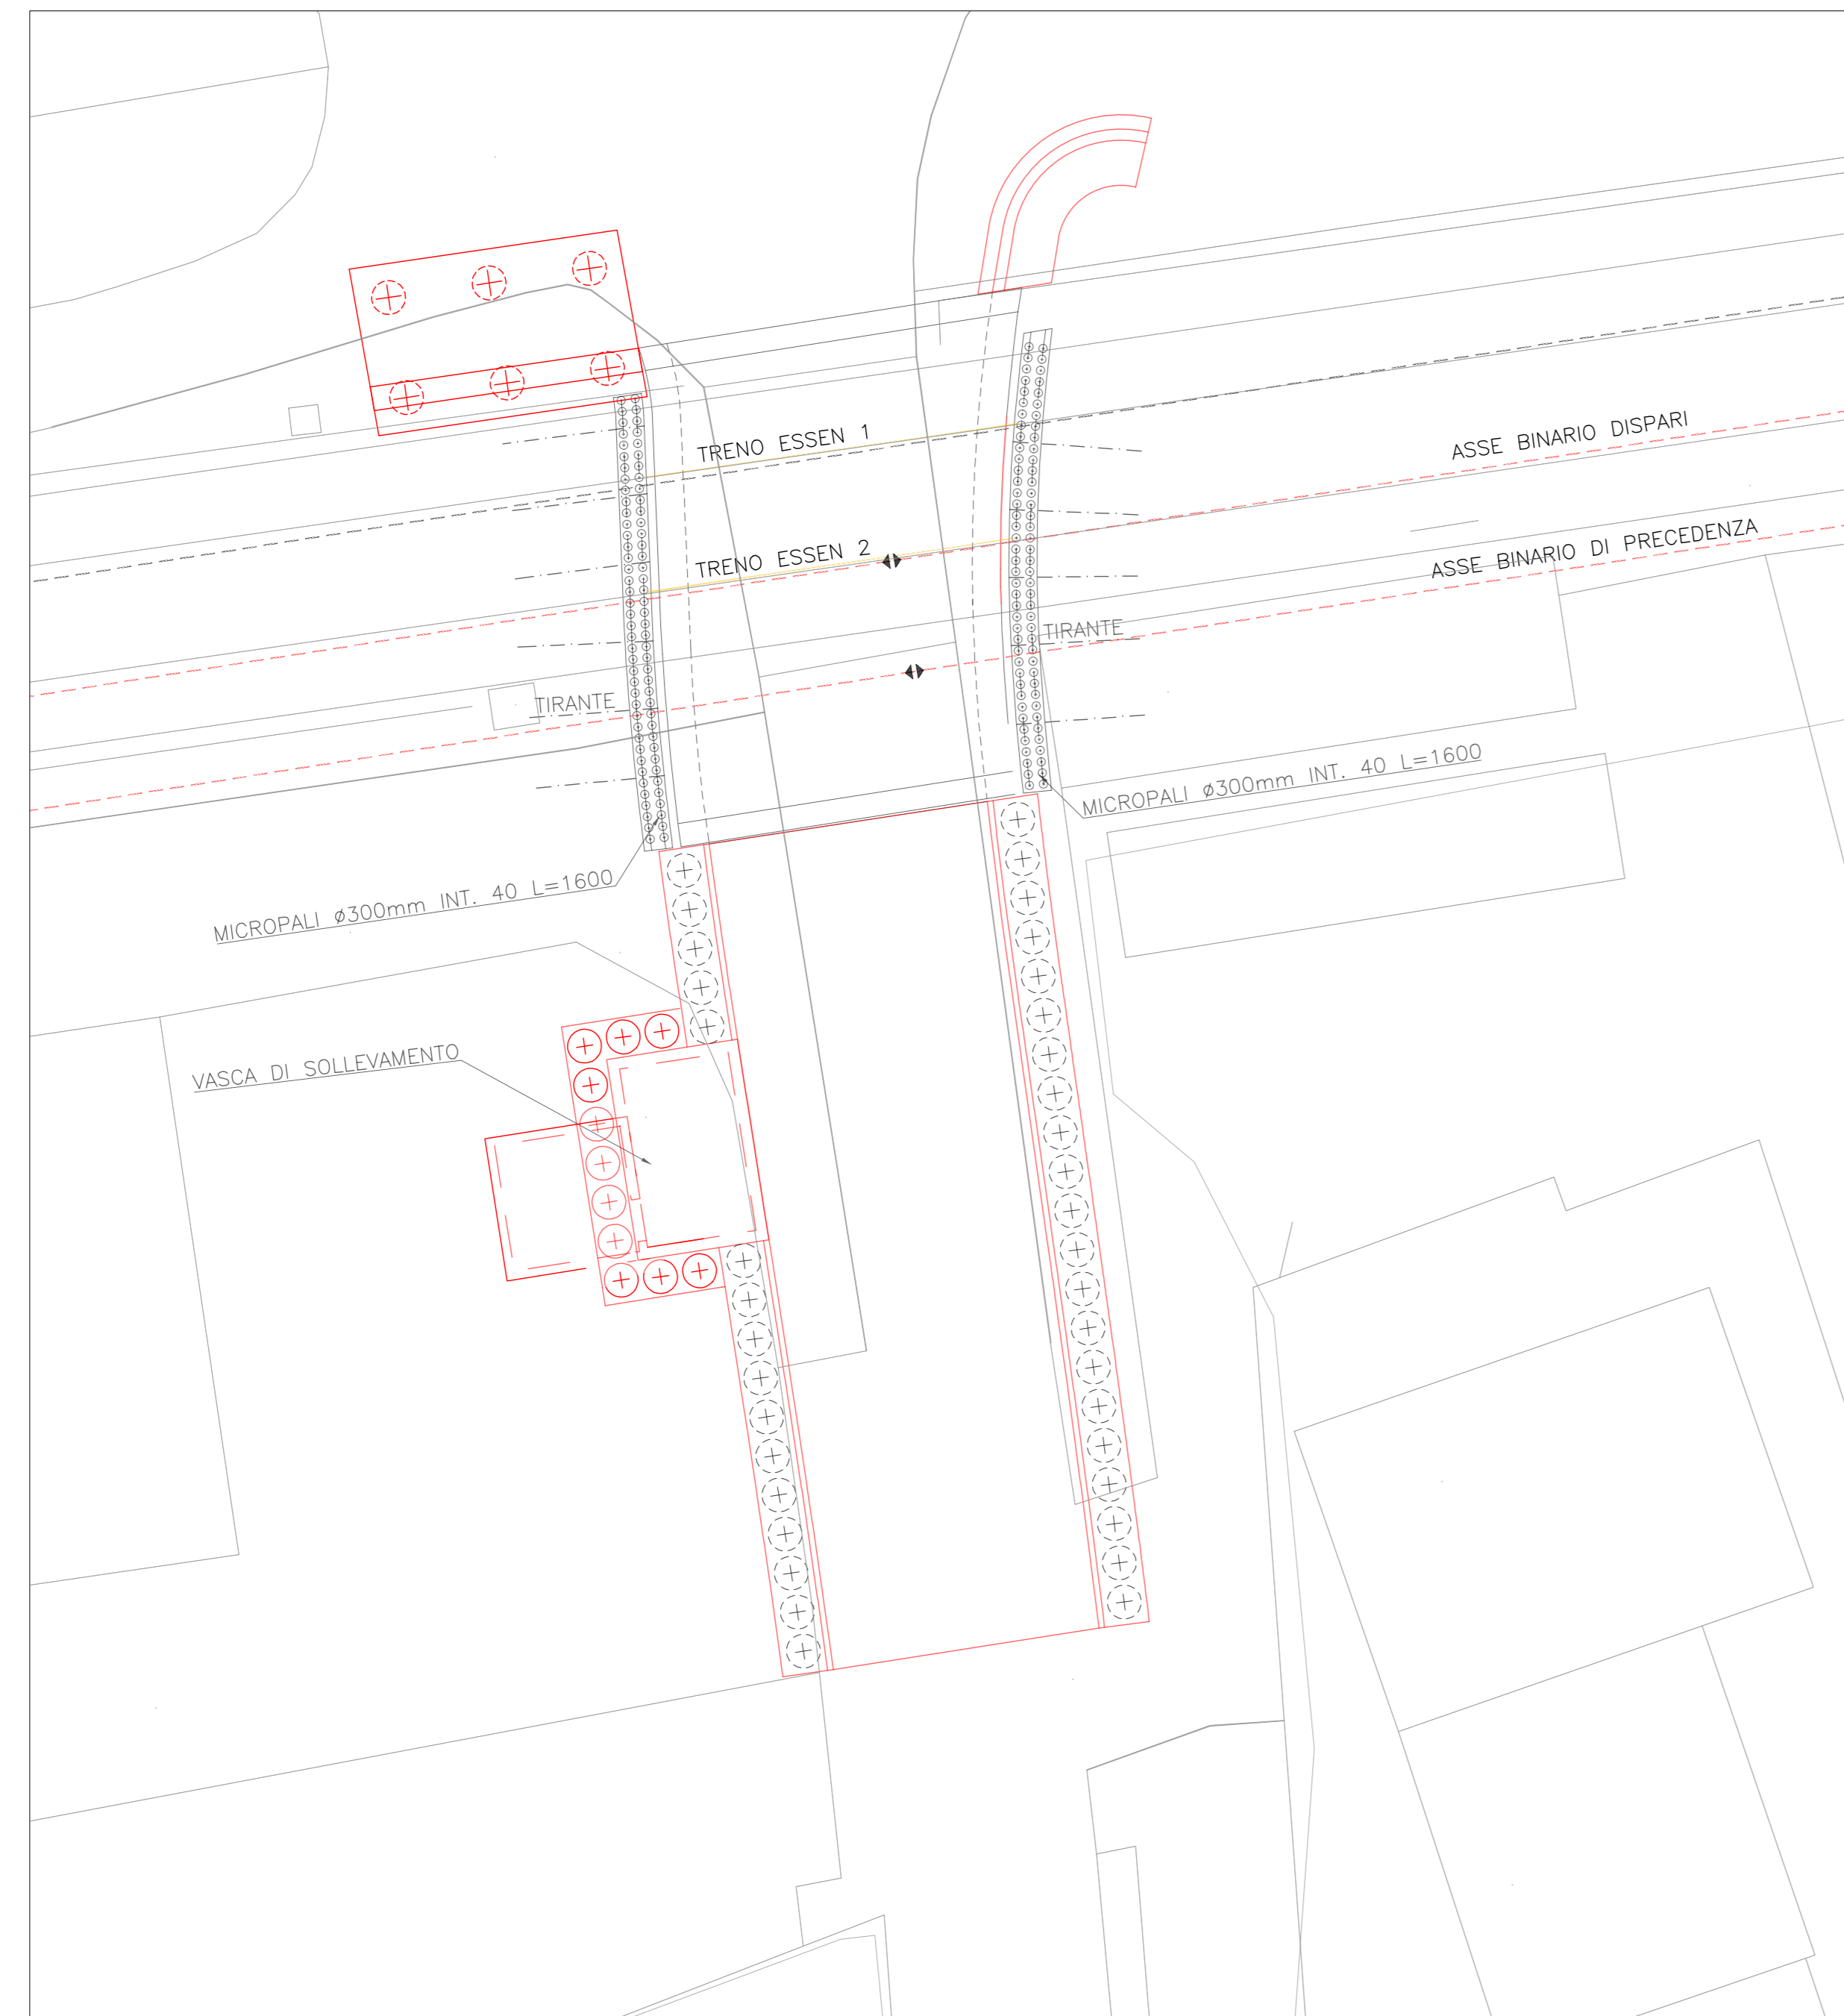 TRENO ESSEN 1
ASSE BINARIO DISPARI
TRENO ESSEN 2
ASSE BINARIO DI PRECEDENZA
TIRANTE
TIRANTE
MICROPALI ø300mm INT. 40 L=1600
MICROPALI ø300mm INT. 40 L=1600
VASCA DI SOLLEVAMENTO